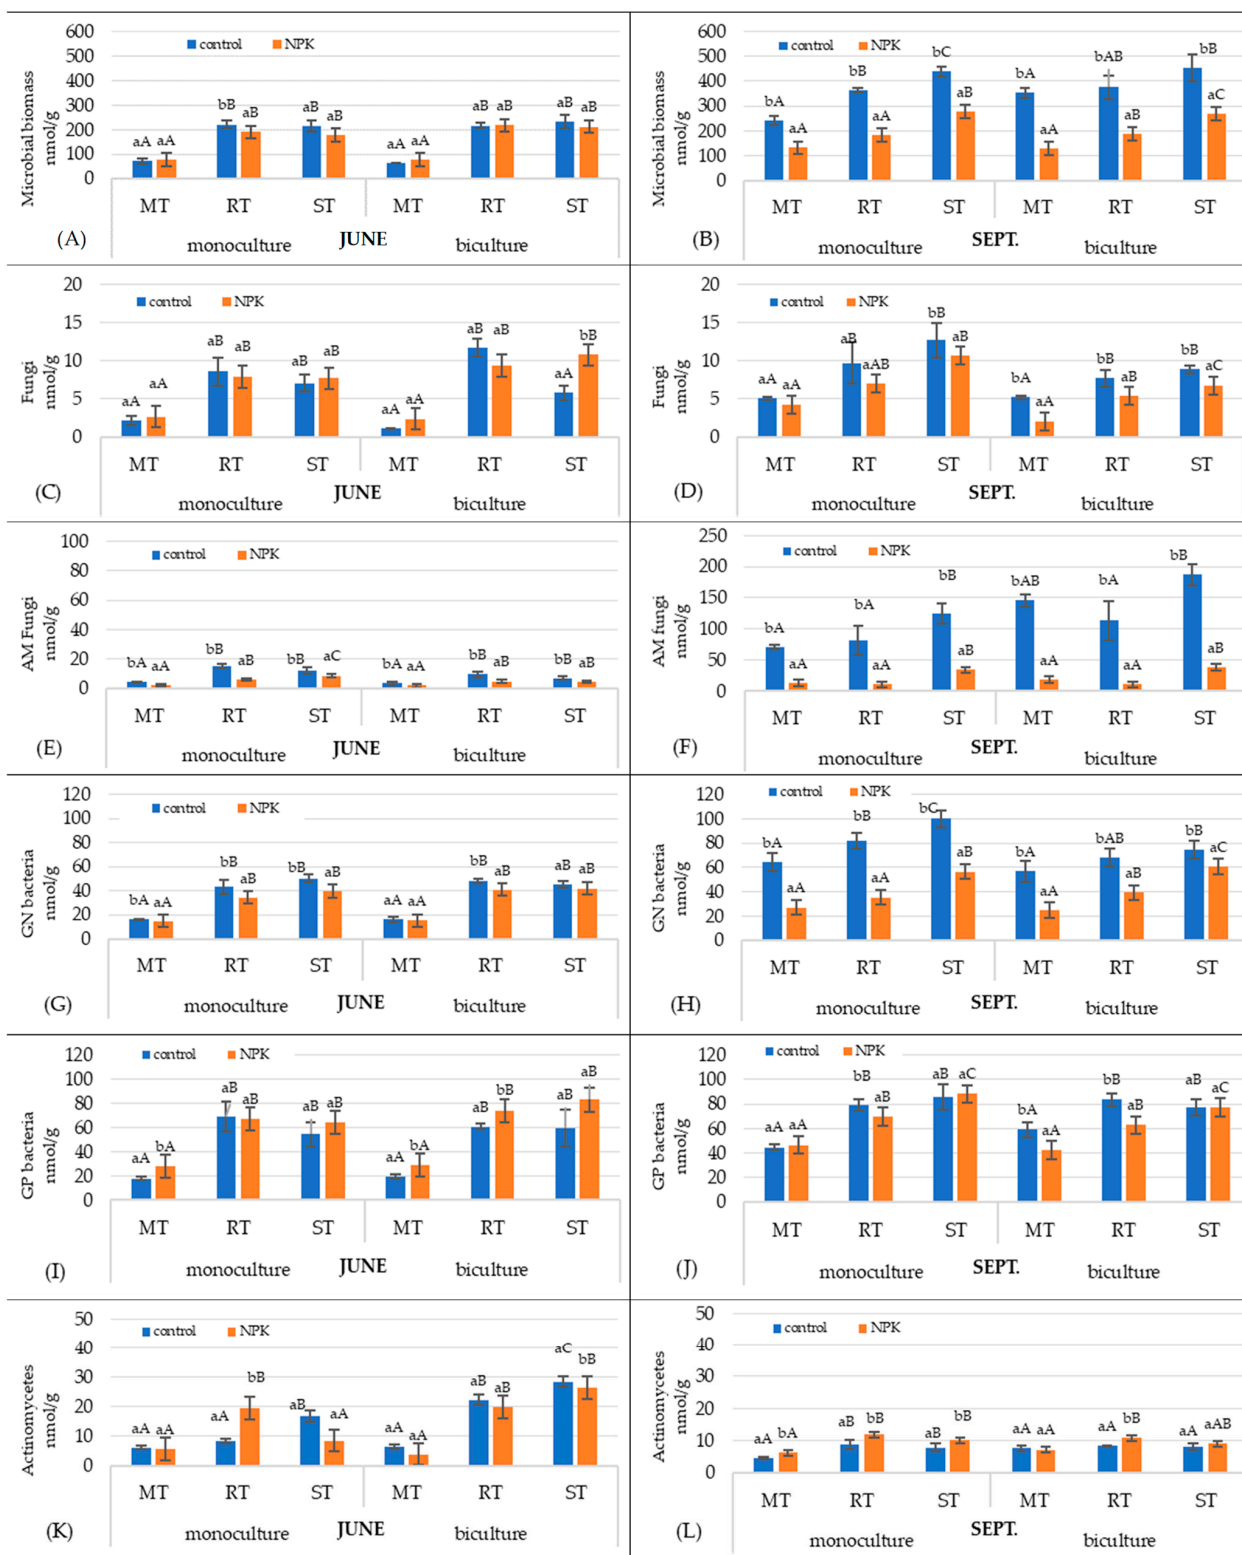 600
500
400
300
200
100
0
Microbial biomass
nmol/g
control NPK
aA aA bB aB aB aB aA aA aB aB aB aB
MT RT ST MT RT ST
(A) monoculture JUNE biculture
600
500
400
300
200
100
0
Microbial biomass
nmol/g
control NPK
bA aA bB aA bC aB bA aA bAB aB bB aC
MT RT ST MT RT ST
(B) monoculture SEPT. biculture
20
15
10
5
0
Fungi
nmol/g
control NPK
aA aA aB aB aB aB aA aA aB aB aA bB
MT RT ST MT RT ST
(C) monoculture JUNE biculture
20
15
10
5
0
Fungi
nmol/g
control NPK
aA aA aB aAB bB aB bA aA bB aB bB aC
MT RT ST MT RT ST
(D) monoculture SEPT. biculture
100
80
60
40
20
0
AM Fungi
nmol/g
control NPK
bA aA bB aB bB aC bA aA bB aB bB aB
MT RT ST MT RT ST
(E) monoculture JUNE biculture
250
200
150
100
50
0
AM fungi
nmol/g
control NPK
bA aA bA aA bB aB bAB aA bA aA bB aB
MT RT ST MT RT ST
(F) monoculture SEPT. biculture
120
100
80
60
40
20
0
GN bacteria
nmol/g
control NPK
bA aA bB aB bB aB aA aA bB aB aB aB
MT RT ST MT RT ST
(G) monoculture JUNE biculture
120
100
80
60
40
20
0
GN bacteria
nmol/g
control NPK
bA aA bB aA bC aB bA aA bAB aB bB aC
MT RT ST MT RT ST
(H) monoculture SEPT. biculture
120
100
80
60
40
20
0
GP bacteria
nmol/g
control NPK
aA bA aB aB aB aB aA bA aB bB aB aB
MT RT ST MT RT ST
(I) monoculture JUNE biculture
120
100
80
60
40
20
0
GP bacteria
nmol/g
control NPK
aA aA bB aB aB aC bA aA bB aB aB aC
MT RT ST MT RT ST
(J) monoculture SEPT. biculture
50
40
30
20
10
0
Actinomycetes
nmol/g
control NPK
aA aA aA bB aB aA aA aA aB aB aC bB
MT RT ST MT RT ST
(K) monoculture JUNE biculture
50
40
30
20
10
0
Actinomycetes
nmol/g
control NPK
aA bA aB bB aB bB aA aA aA bB aA aAB
MT RT ST MT RT ST
(L) monoculture SEPT. biculture